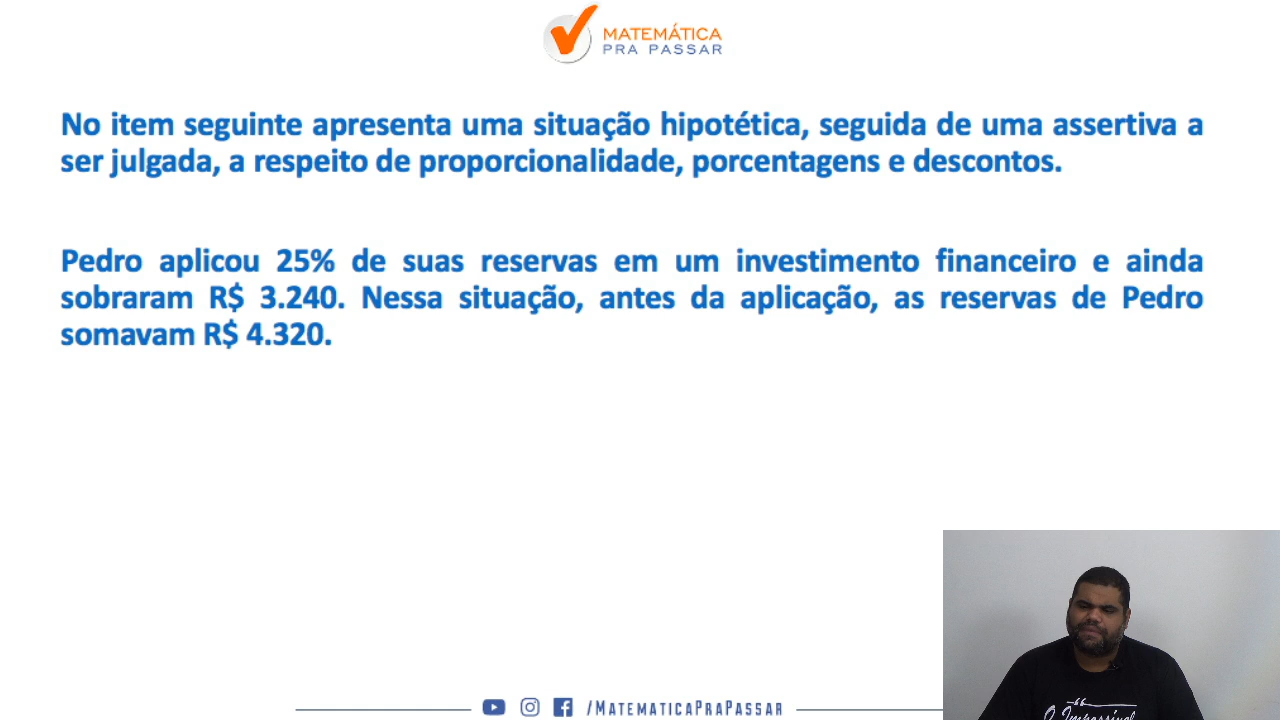 MATEMÁTICA
PRA PASSAR
No item seguinte apresenta uma situação hipotética, seguida de uma assertiva a
ser julgada, a respeito de proporcionalidade, porcentagens e descontos.
Pedro aplicou 25% de suas reservas em um investimento financeiro e ainda
sobraram R$ 3.240. Nessa situação, antes da aplicação, as reservas de Pedro
somavam R$ 4.320.
“
O Impossível
/MATEMATICAPRAPASSAR